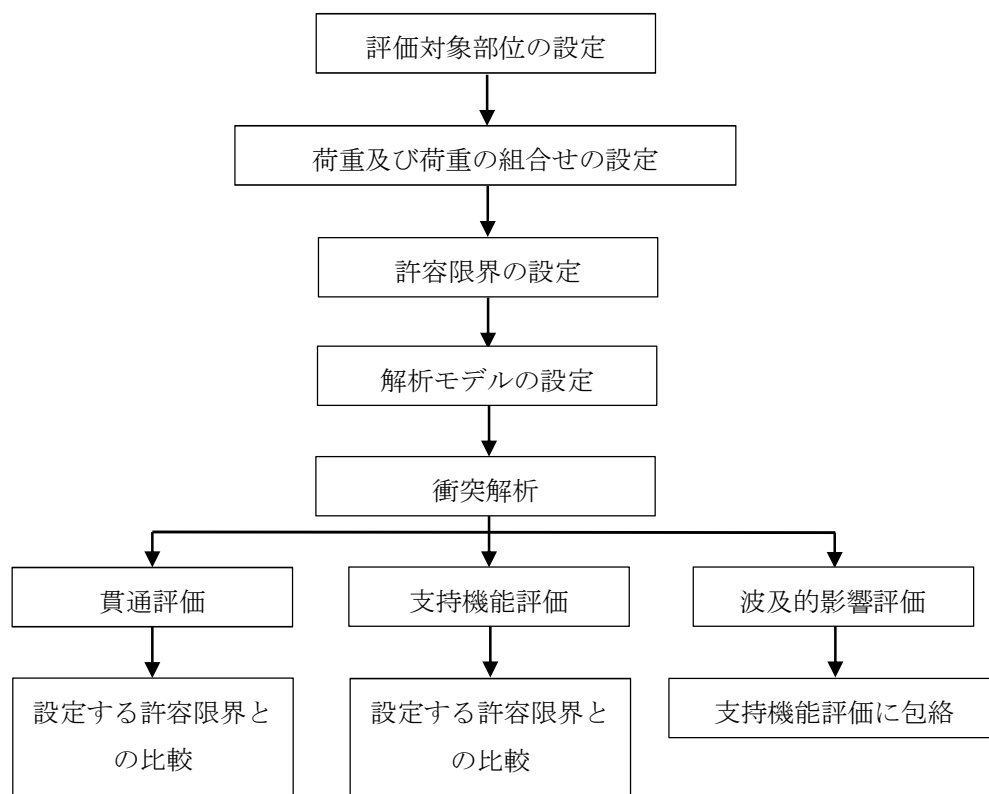 評価対象部位の設定
荷重及び荷重の組合せの設定
許容限界の設定
解析モデルの設定
衝突解析
貫通評価
支持機能評価
波及的影響評価
設定する許容限界と
の比較
設定する許容限界と
の比較
支持機能評価に包絡